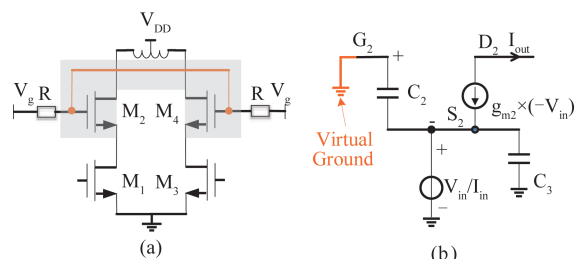 V_DD
V_g R R V_g
M_2 M_4
M_1 M_3
(a)
G_2 + D_2 I_out
C_2 g_m2×(-V_in)
S_2
Virtual
Ground
-
+
V_in/I_in C_3
-
(b)